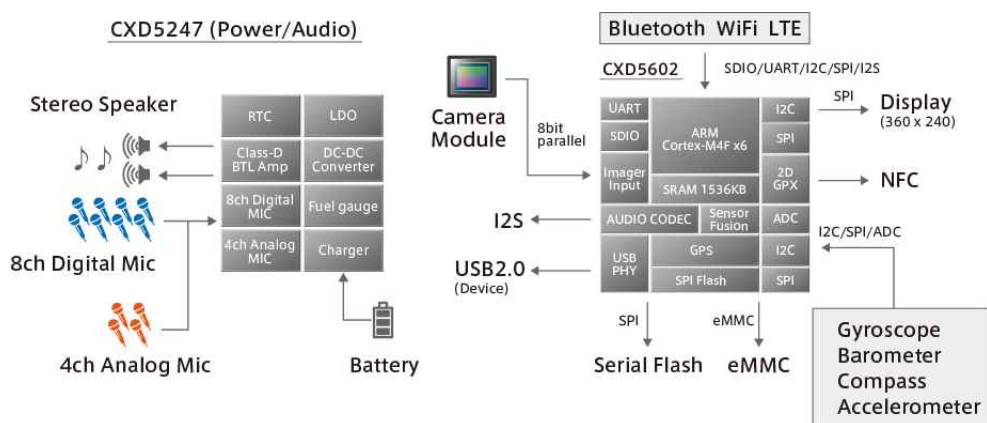 CXD5247 (Power/Audio)
Stereo Speaker
RTC
LDO
Class-D
BTL Amp
DC-DC
Converter
8ch Digital
MIC
Fuel gauge
4ch Analog
MIC
Charger
8ch Digital Mic
4ch Analog Mic
Battery
Bluetooth WiFi LTE
CXD5602
SDIO/UART/I2C/SPI/I2S
Camera
Module
8bit
parallel
UART
SDIO
Imager
Input
ARM
Cortex-M4F x6
SRAM 1536KB
I2C
SPI
2D
GPX
AUDIO CODEC
Sensor
Fusion
ADC
USB
PHY
GPS
I2C
SPI Flash
SPI
SPI
Display
(360 x 240)
NFC
I2S
USB2.0
(Device)
I2C/SPI/ADC
SPI
eMMC
Serial Flash
eMMC
Gyroscope
Barometer
Compass
Accelerometer